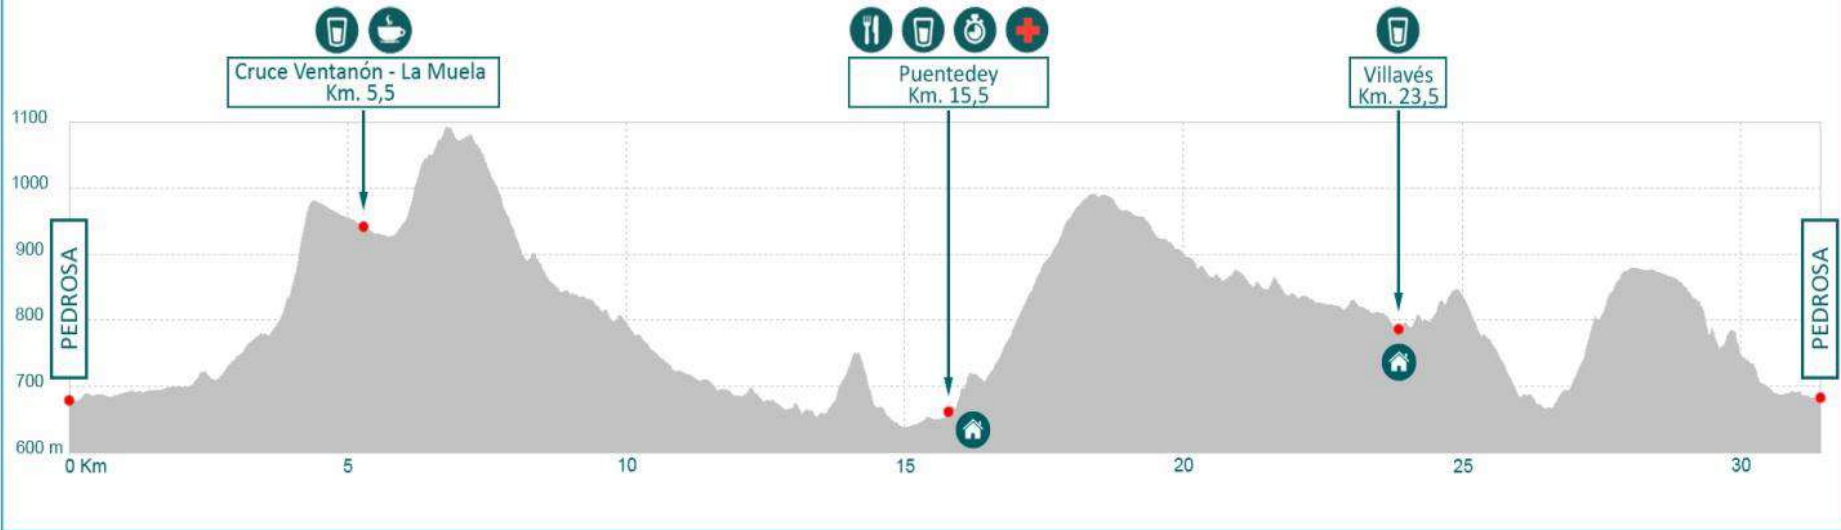 Cruce Ventanón - La Muela
Km. 5,5
Puentedey
Km. 15,5
Villavés
Km. 23,5
1100
1000
900
800
700
600 m
PEDROSA
PEDROSA
0 Km
5
10
15
20
25
30